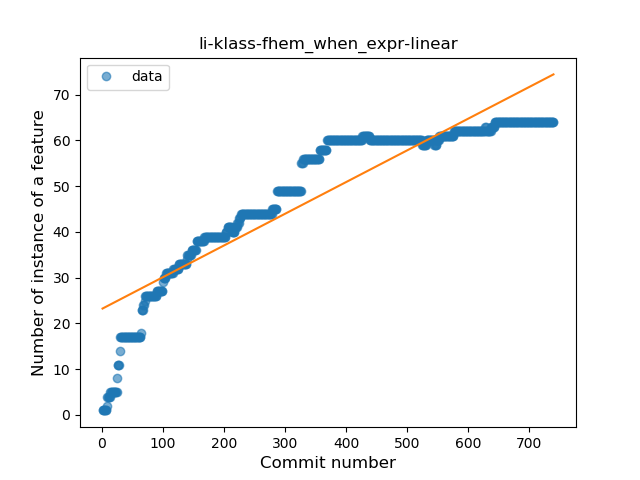 li-klass-fhem_when_expr-linear
data
Number of instance of a feature
70
60
50
40
30
20
10
0
0 100 200 300 400 500 600 700
Commit number